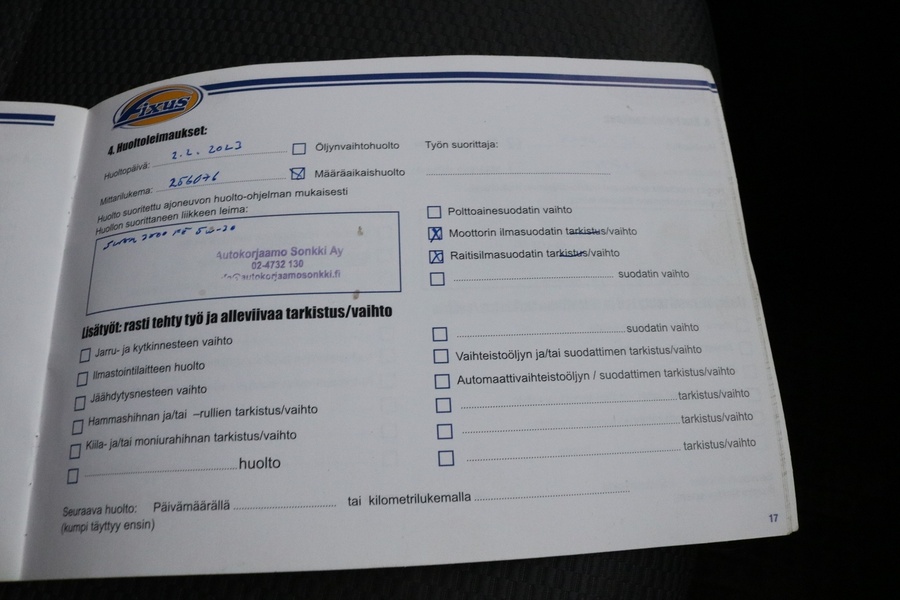 Fixus
4. Huoltoleimaukset:
Huoltopäivä: 2.2. 2023
Öljynvaihtohuolto
Työn suorittaja:
Mittarilukema: 256076
Määräaikaishuolto
Huolto suoritettu ajoneuvon huolto-ohjelman mukaisesti
Huollon suorittaneen liikkeen leima:
5W-30
Autokorjaamo Sonkki Ay
02-4732 130
autokorjaamosonkki.fi
Polttoainesuodatin vaihto
Moottorin ilmasuodatin tarkistus/vaihto
Raitisilmasuodatin tarkistus/vaihto
suodatin vaihto
Lisätyöt: rasti tehty työ ja alleviivaa tarkistus/vaihto
Jarru- ja kytkinnesteen vaihto
Ilmastointilaitteen huolto
Jäähdytysnesteen vaihto
Hammashihnan ja/tai –rullien tarkistus/vaihto
Kiila- ja/tai moniurahihnan tarkistus/vaihto
huolto
suodatin vaihto
Vaihteistoöljyn ja/tai suodattimen tarkistus/vaihto
Automaattivaihteistoöljyn / suodattimen tarkistus/vaihto
tarkistus/vaihto
tarkistus/vaihto
tarkistus/vaihto
Seuraava huolto: Päivämäärällä tai kilometrilukemalla
(kumpi täyttyy ensin)
17